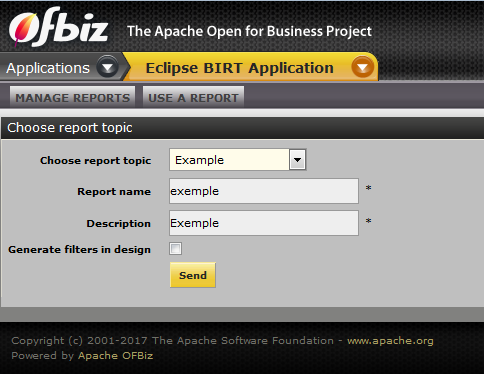 Ofbiz The Apache Open for Business Project
Applications Eclipse BIRT Application
MANAGE REPORTS USE A REPORT
Choose report topic
Choose report topic Example
Report name exemple *
Description Exemple *
Generate filters in design
Send
Copyright (c) 2001-2017 The Apache Software Foundation - www.apache.org
Powered by Apache OFBiz